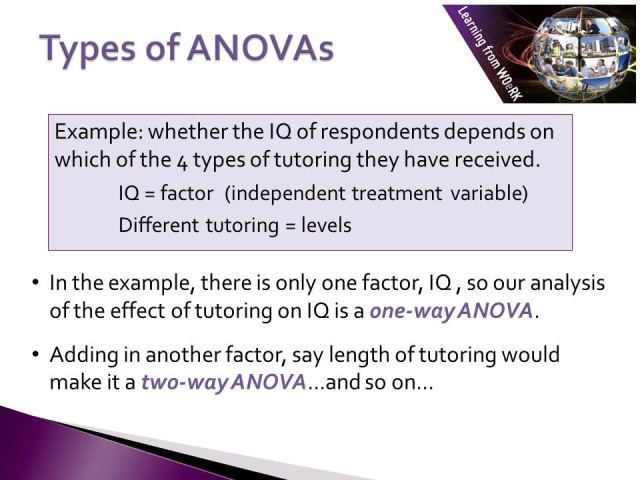 Types of ANOVAs
Learning from WOeRK
Example: whether the IQ of respondents depends on
which of the 4 types of tutoring they have received.
IQ = factor (independent treatment variable)
Different tutoring = levels
• In the example, there is only one factor, IQ , so our analysis
of the effect of tutoring on IQ is a one-way ANOVA.
• Adding in another factor, say length of tutoring would
make it a two-way ANOVA...and so on...